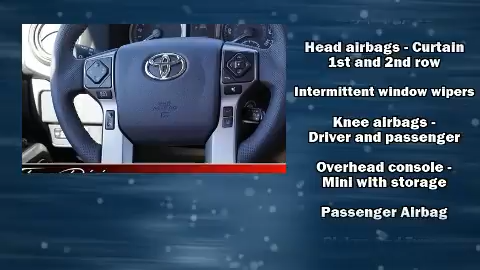 Head airbags - Curtain
1st and 2nd row
Intermittent window wipers
Knee airbags -
Driver and passenger
Overhead console -
Mini with storage
Passenger Airbag